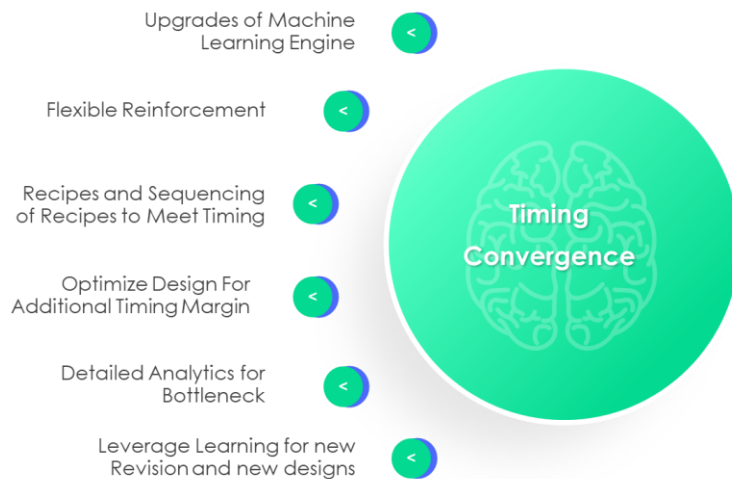 Upgrades of Machine
Learning Engine
<
Flexible Reinforcement
<
Recipes and Sequencing
of Recipes to Meet Timing
<
Optimize Design For
Additional Timing Margin
<
Detailed Analytics for
Bottleneck
<
Leverage Learning for new
Revision and new designs
<
Timing
Convergence